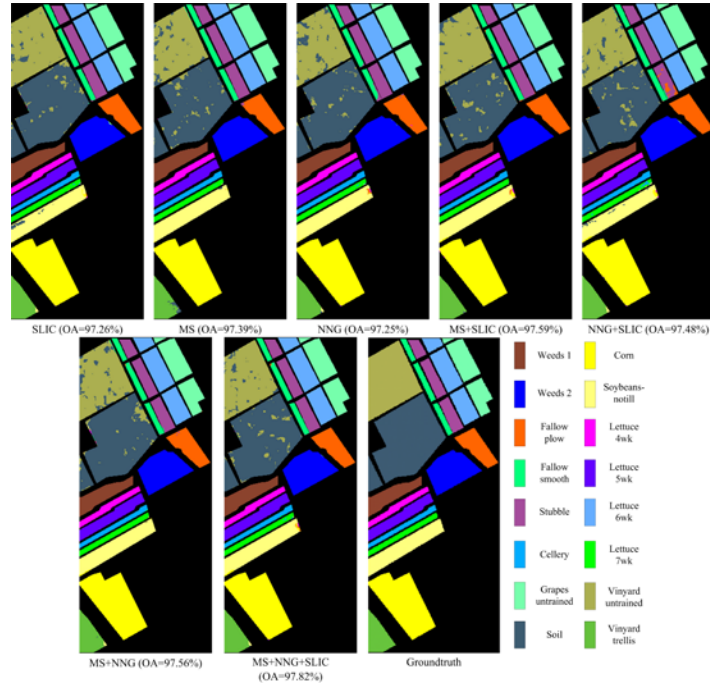 SLIC (OA=97.26%)
MS (OA=97.39%)
NNG (OA=97.25%)
MS+SLIC (OA=97.59%)
NNG+SLIC (OA=97.48%)
MS+NNG (OA=97.56%)
MS+NNG+SLIC
(OA=97.82%)
Groundtruth
Weeds 1
Corn
Weeds 2
Soybeans-
notill
Fallow
plow
Lettuce
4wk
Fallow
smooth
Lettuce
5wk
Stubble
Lettuce
6wk
Cellery
Lettuce
7wk
Grapes
untrained
Vinyard
untrained
Soil
Vinyard
trellis